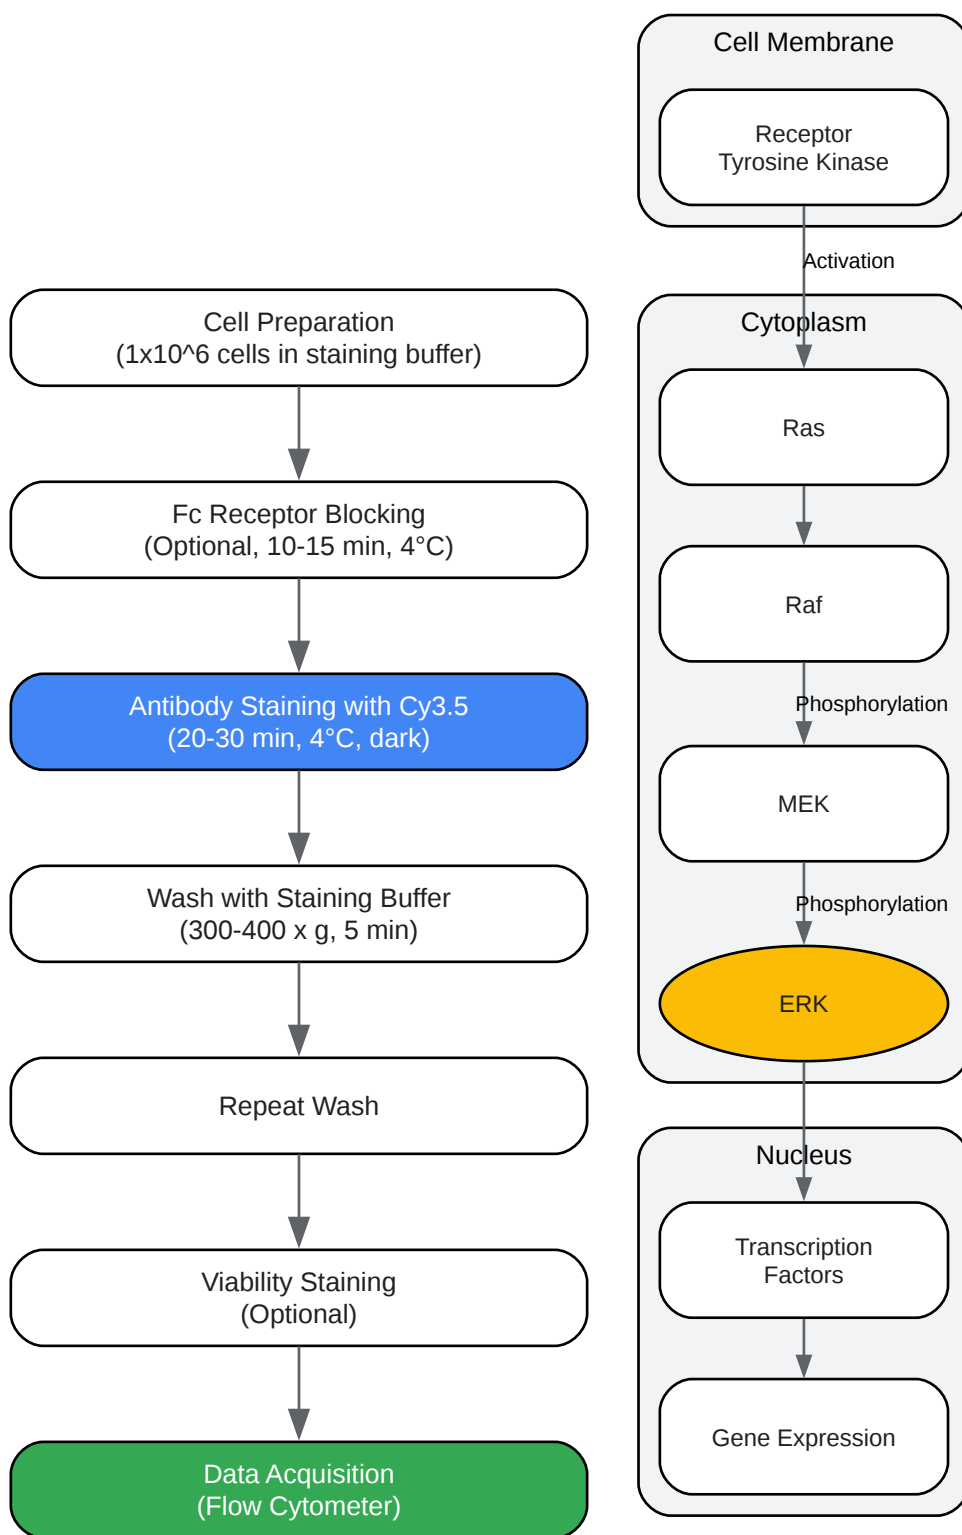 Cell Preparation
(1x10^6 cells in staining buffer)
Fc Receptor Blocking
(Optional, 10-15 min, 4°C)
Antibody Staining with Cy3.5
(20-30 min, 4°C, dark)
Wash with Staining Buffer
(300-400 x g, 5 min)
Repeat Wash
Viability Staining
(Optional)
Data Acquisition
(Flow Cytometer)
Cell Membrane
Receptor
Tyrosine Kinase
Activation
Cytoplasm
Ras
Raf
Phosphorylation
MEK
Phosphorylation
ERK
Nucleus
Transcription
Factors
Gene Expression